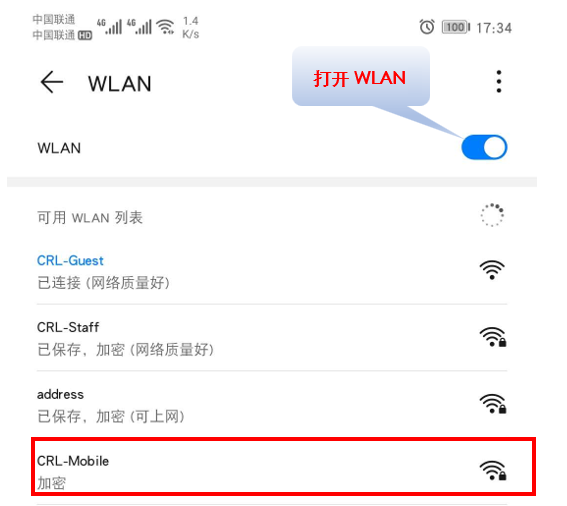 中国联通
中国联通 HD
4G 4G 1.4 K/s
100 17:34
WLAN
打开 WLAN
WLAN
可用 WLAN 列表
CRL-Guest
已连接 (网络质量好)
CRL-Staff
已保存，加密 (网络质量好)
address
已保存，加密 (可上网)
CRL-Mobile
加密